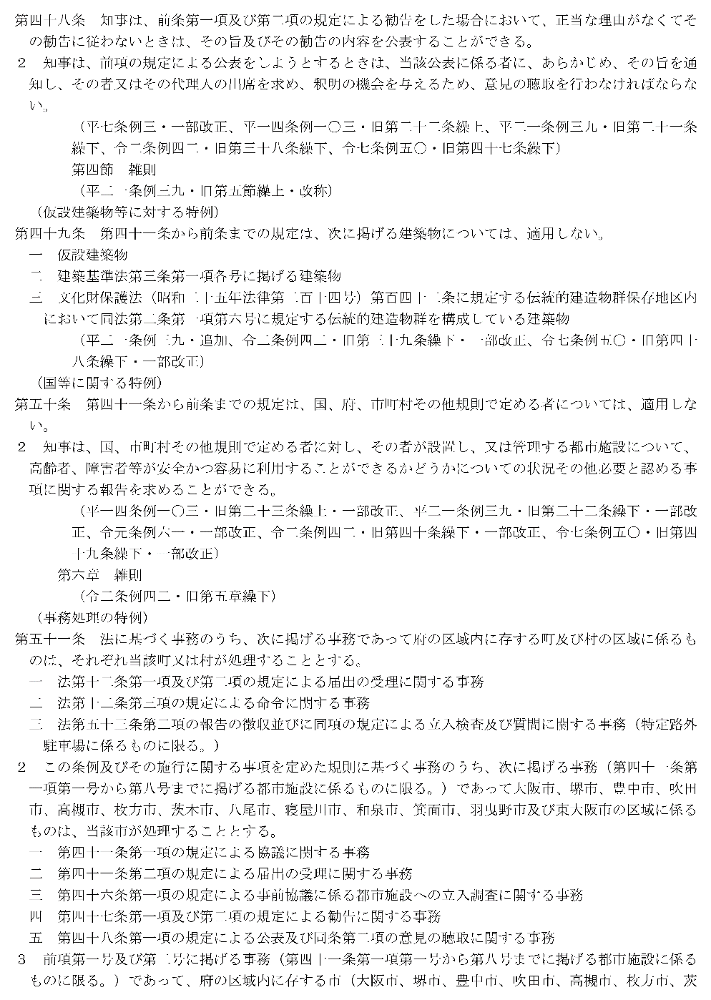 第四十八条　知事は、前条第一項及び第二項の規定による勧告をした場合において、正当な理由がなくてそ
の勧告に従わないときは、その旨及びその勧告の内容を公表することができる。
２　知事は、前項の規定による公表をしようとするときは、当該公表に係る者に、あらかじめ、その旨を通
知し、その者又はその代理人の出席を求め、釈明の機会を与えるため、意見の聴取を行わなければならな
い。
（平七条例三・一部改正、平一四条例一〇三・旧第二十二条繰上、平二一条例三九・旧第二十一条
繰下、令二条例四二・旧第三十八条繰下、令七条例五〇・旧第四十七条繰下）
第四節　雑則
（平二一条例三九・旧第五節繰上・改称）
（仮設建築物等に対する特例）
第四十九条　第四十一条から前条までの規定は、次に掲げる建築物については、適用しない。
一　仮設建築物
二　建築基準法第三条第一項各号に掲げる建築物
三　文化財保護法（昭和二十五年法律第二百十四号）第百四十二条に規定する伝統的建造物群保存地区内
において同法第二条第一項第六号に規定する伝統的建造物群を構成している建築物
（平二一条例三九・追加、令二条例四二・旧第三十九条繰下・一部改正、令七条例五〇・旧第四十
八条繰下・一部改正）
（国等に関する特例）
第五十条　第四十一条から前条までの規定は、国、府、市町村その他規則で定める者については、適用しな
い。
２　知事は、国、市町村その他規則で定める者に対し、その者が設置し、又は管理する都市施設について、
高齢者、障害者等が安全かつ容易に利用することができるかどうかについての状況その他必要と認める事
項に関する報告を求めることができる。
（平一四条例一〇三・旧第二十三条繰上・一部改正、平二一条例三九・旧第二十二条繰下・一部改
正、令元条例六一・一部改正、令二条例四二・旧第四十条繰下・一部改正、令七条例五〇・旧第四
十九条繰下・一部改正）
第六章　雑則
（令二条例四二・旧第五章繰下）
（事務処理の特例）
第五十一条　法に基づく事務のうち、次に掲げる事務であって府の区域内に存する町及び村の区域に係るも
のは、それぞれ当該町又は村が処理することとする。
一　法第十二条第一項及び第二項の規定による届出の受理に関する事務
二　法第十二条第三項の規定による命令に関する事務
三　法第五十三条第二項の報告の徴収並びに同項の規定による立入検査及び質問に関する事務（特定路外
駐車場に係るものに限る。）
２　この条例及びその施行に関する事項を定めた規則に基づく事務のうち、次に掲げる事務（第四十一条第
一項第一号から第八号までに掲げる都市施設に係るものに限る。）であって大阪市、堺市、豊中市、吹田
市、高槻市、枚方市、茨木市、八尾市、寝屋川市、和泉市、箕面市、羽曳野市及び東大阪市の区域に係る
ものは、当該市が処理することとする。
一　第四十一条第一項の規定による協議に関する事務
二　第四十一条第二項の規定による届出の受理に関する事務
三　第四十六条第一項の規定による事前協議に係る都市施設への立入調査に関する事務
四　第四十七条第一項及び第二項の規定による勧告に関する事務
五　第四十八条第一項の規定による公表及び同条第二項の意見の聴取に関する事務
３　前項第一号及び第二号に掲げる事務（第四十一条第一項第一号から第八号までに掲げる都市施設に係る
ものに限る。）であって、府の区域内に存する市（大阪市、堺市、豊中市、吹田市、高槻市、枚方市、茨